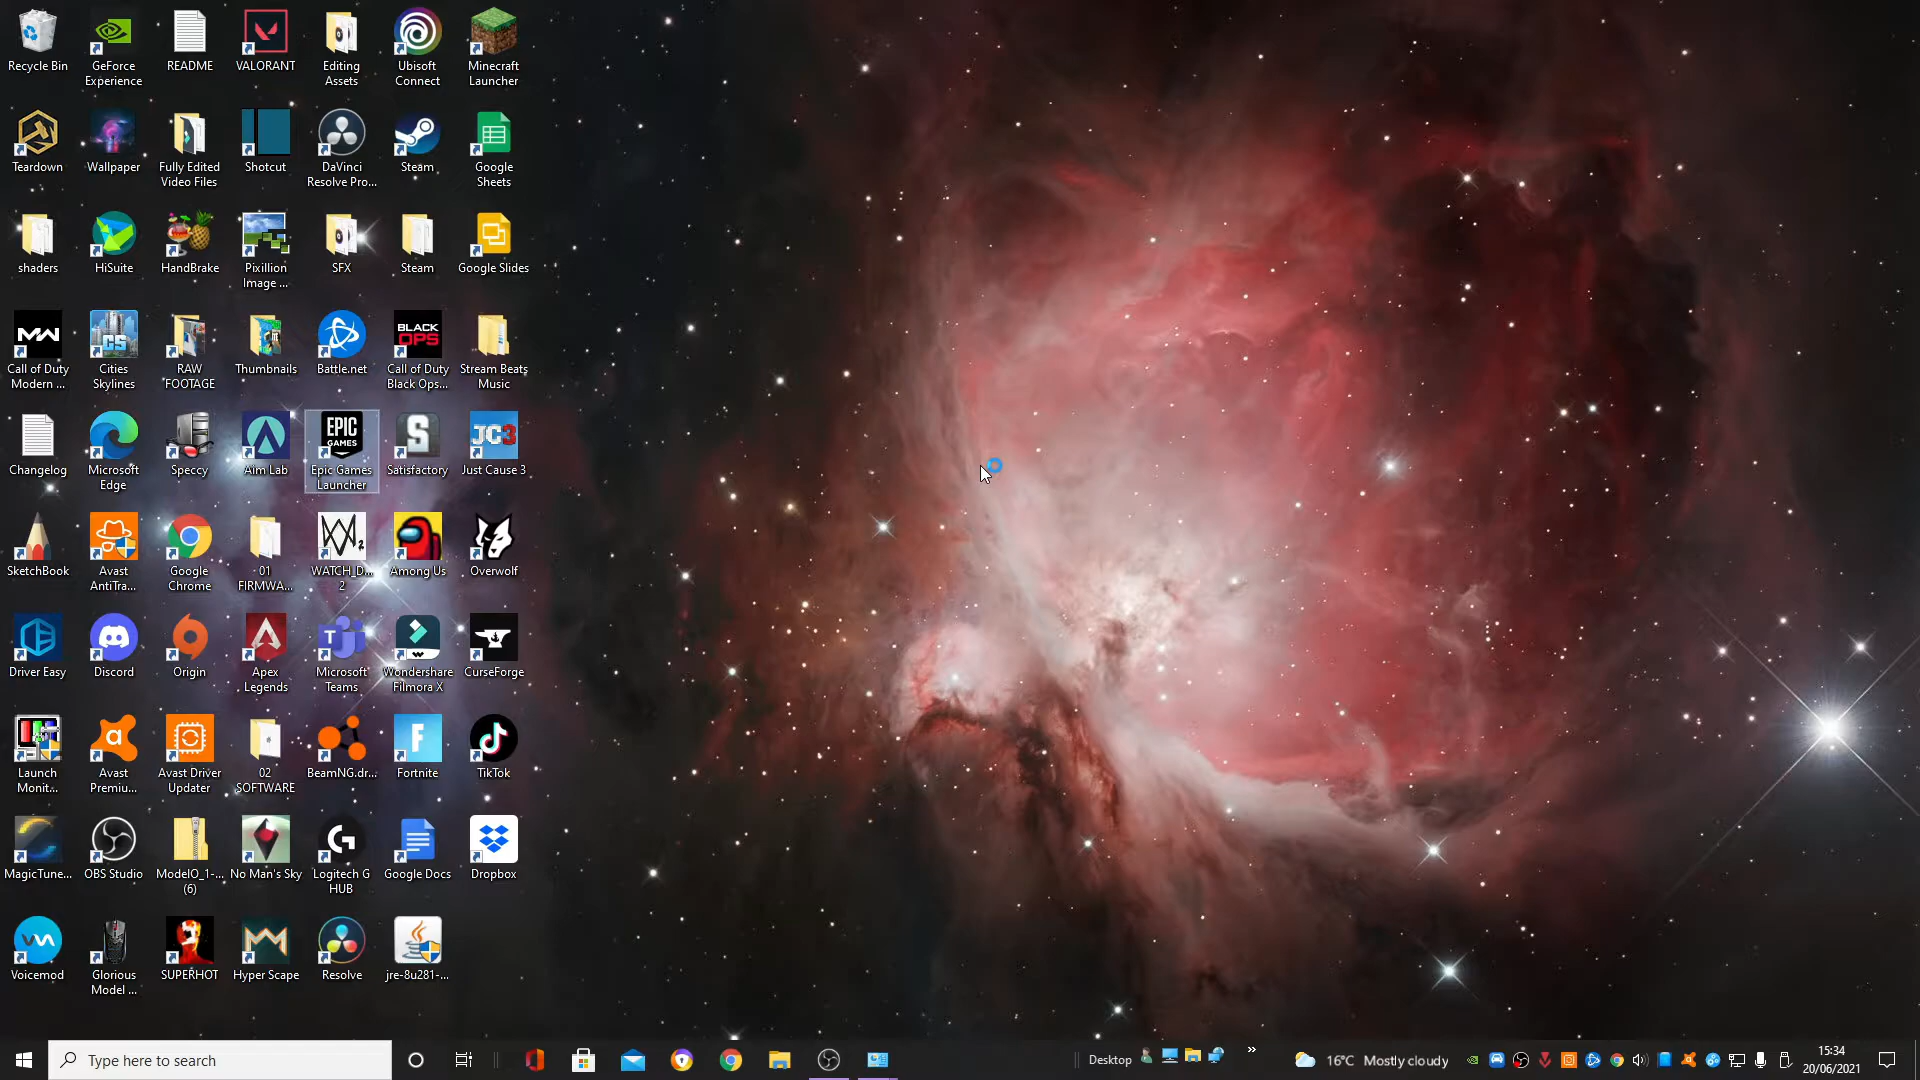 Recycle Bin
GeForce
Experience
README
VALORANT
Editing
Assets
Ubisoft
Connect
Minecraft
Launcher
Teardown
Wallpaper
Fully Edited
Video Files
Shotcut
DaVinci
Resolve Pro...
Steam
Google
Sheets
shaders
HiSuite
HandBrake
Pixillion
Image ...
SFX
Steam
Google Slides
MW
Call of Duty
Modern ...
CS
Cities
Skylines
RAW
FOOTAGE
Thumbnails
Battle.net
BLACK
OPS
Call of Duty
Black Ops...
Stream Beats
Music
Changelog
Microsoft
Edge
Speccy
Aim Lab
EPIC
GAMES
Epic Games
Launcher
S
Satisfactory
JC3
Just Cause 3
SketchBook
Avast
AntiTra...
Google
Chrome
01
FIRMWA...
WATCH_D...
2
Among Us
Overwolf
Driver Easy
Discord
Origin
Apex
Legends
T
Microsoft
Teams
Wondershare
Filmora X
CurseForge
Launch
Monit...
a
Avast
Premiu...
Avast Driver
Updater
02
SOFTWARE
BeamNG.dr...
F
Fortnite
TikTok
MagicTune...
OBS Studio
ModelO_1-...
(6)
No Man's Sky
G
Logitech G
HUB
Google Docs
Dropbox
Voicemod
Glorious
Model ...
SUPERHOT
Hyper Scape
Resolve
jre-8u281-...
Type here to search
Desktop
»
16°C Mostly cloudy
15:34
20/06/2021